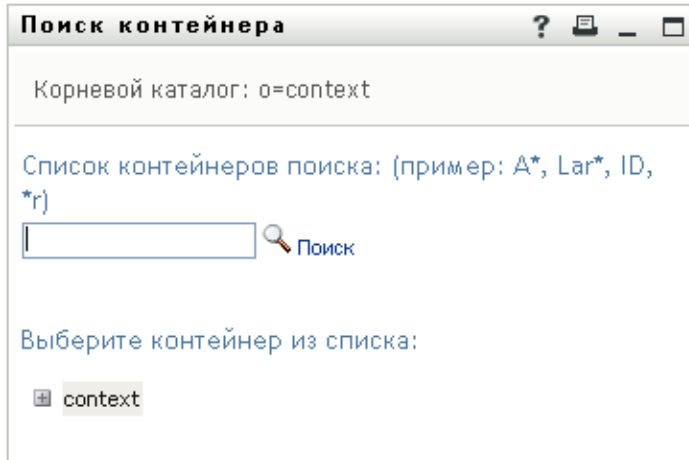 Поиск контейнера ?
Корневой каталог: o=context
Список контейнеров поиска: (пример: A*, Lar*, ID,
*r)
Поиск
Выберите контейнер из списка:
context